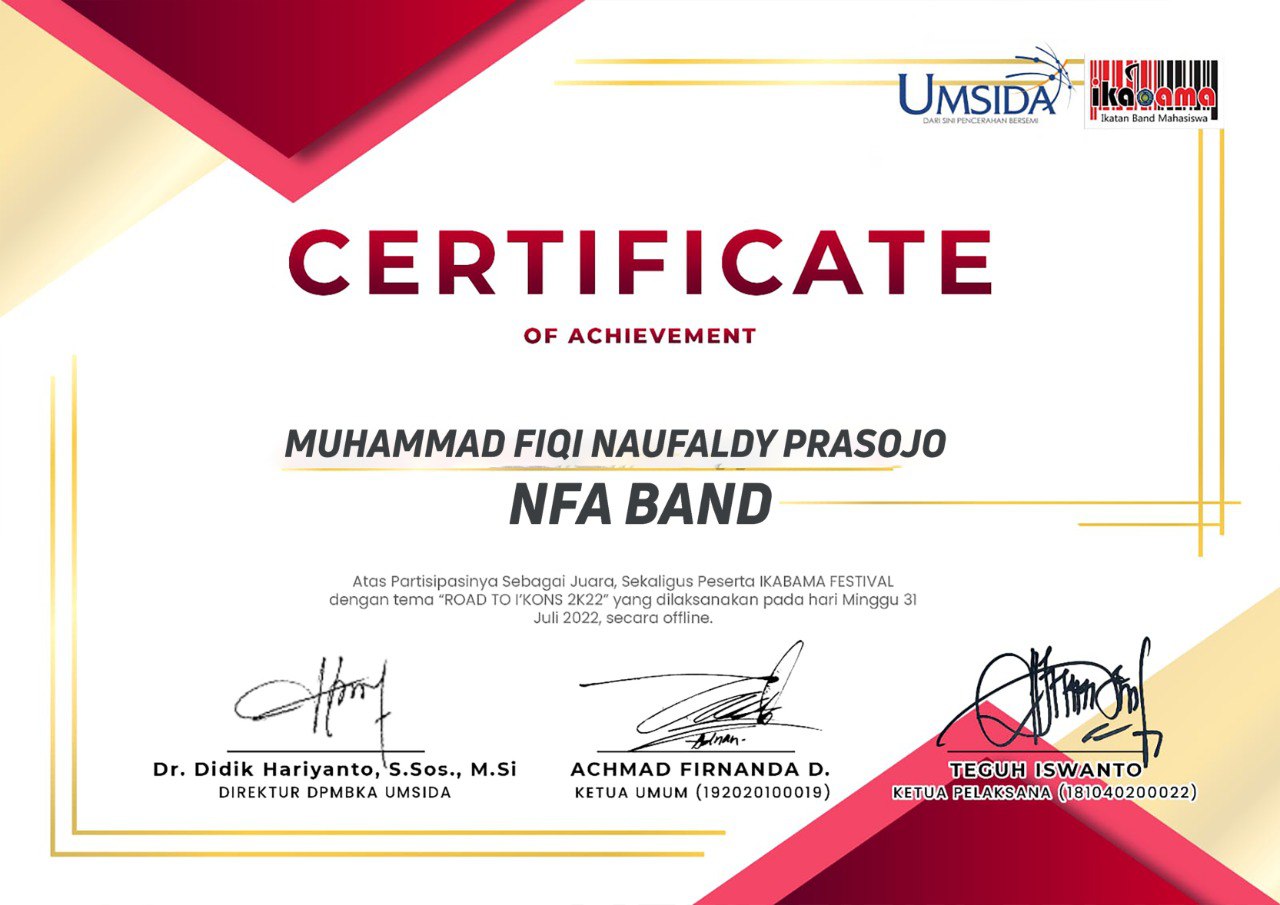 UMSIDA
DARI SINI PENCERAHAN BERSEMI
ikabama
Ikatan Band Mahasiswa
CERTIFICATE
OF ACHIEVEMENT
MUHAMMAD FIQI NAUFALDY PRASOJO
NFA BAND
Atas Partisipasinya Sebagai Juara, Sekaligus Peserta IKABAMA FESTIVAL
dengan tema “ROAD TO I'KONS 2K22” yang dilaksanakan pada hari Minggu 31
Juli 2022, secara offline.
Dr. Didik Hariyanto, S.Sos., M.Si
DIREKTUR DPMBKA UMSIDA
ACHMAD FIRNANDA D.
KETUA UMUM (192020100019)
TEGUH ISWANTO
KETUA PELAKSANA (181040200022)